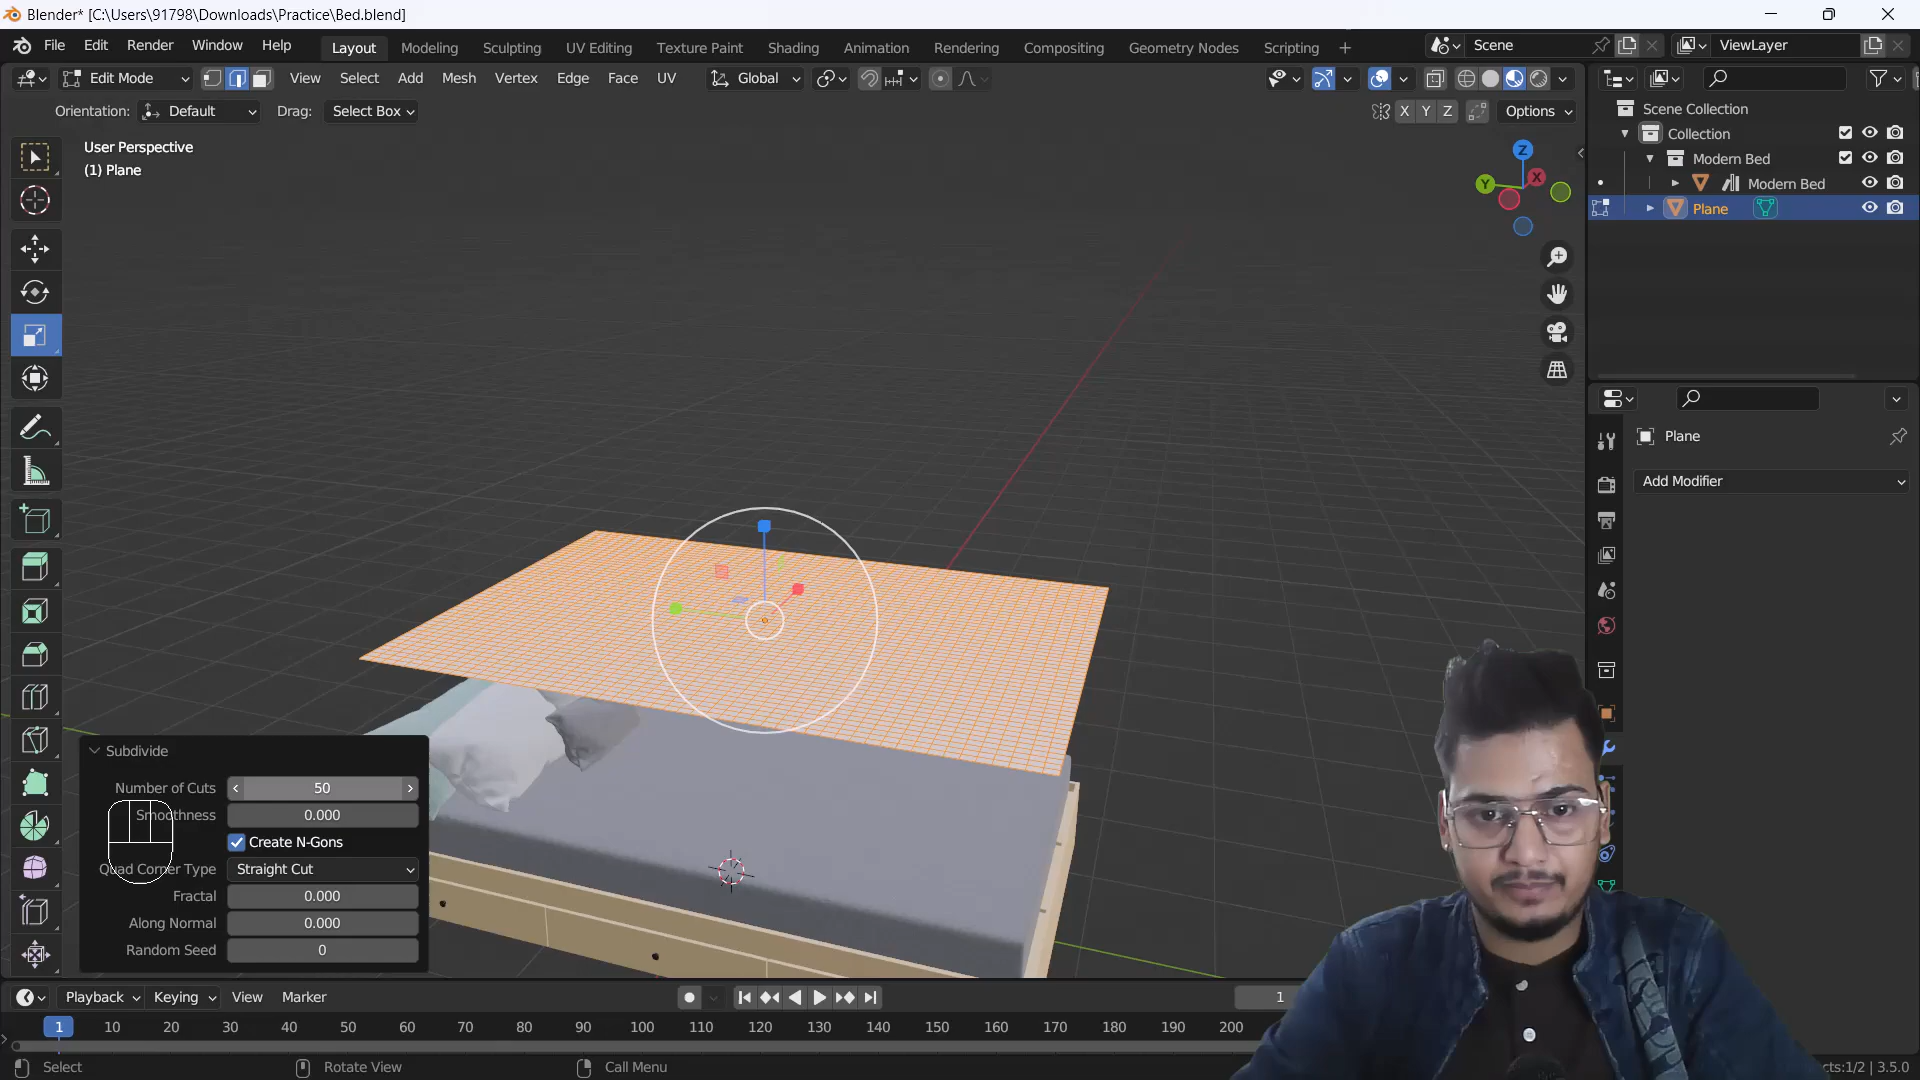 Blender* [C:\Users\91798\Downloads\Practice\Bed.blend]
File Edit Render Window Help Layout Modeling Sculpting UV Editing Texture Paint Shading Animation Rendering Compositing Geometry Nodes Scripting + Scene ViewLayer
Edit Mode View Select Add Mesh Vertex Edge Face UV Global
Orientation: Default Drag: Select Box X Y Z Options
User Perspective
(1) Plane
Z
Y
X
Scene Collection
Collection
Modern Bed
Modern Bed
Plane
Plane
Add Modifier
Subdivide
Number of Cuts 50
Smoothness 0.000
Create N-Gons
Quad Corner Type Straight Cut
Fractal 0.000
Along Normal 0.000
Random Seed 0
Playback Keying View Marker 1
1 10 20 30 40 50 60 70 80 90 100 110 120 130 140 150 160 170 180 190 200
Select Rotate View Call Menu cts:1/2 | 3.5.0